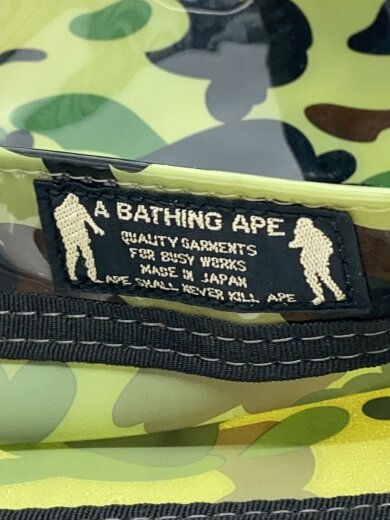 A BATHING APE
QUALITY GARMENTS
FOR BUSY WORKS
MADE IN JAPAN
APE SHALL NEVER KILL APE